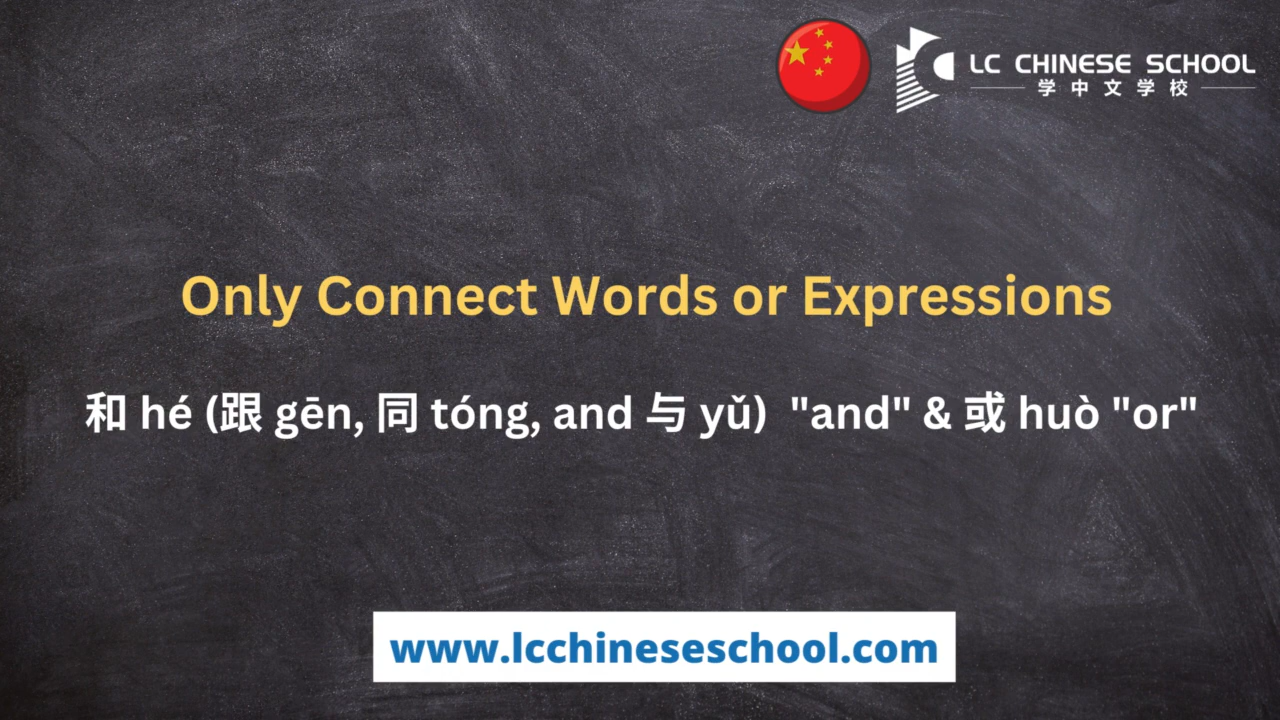 LC CHINESE SCHOOL
学中文学校
Only Connect Words or Expressions
和 hé (跟 gēn, 同 tóng, and 与 yǔ) "and" & 或 huò "or"
www.lcchineseschool.com